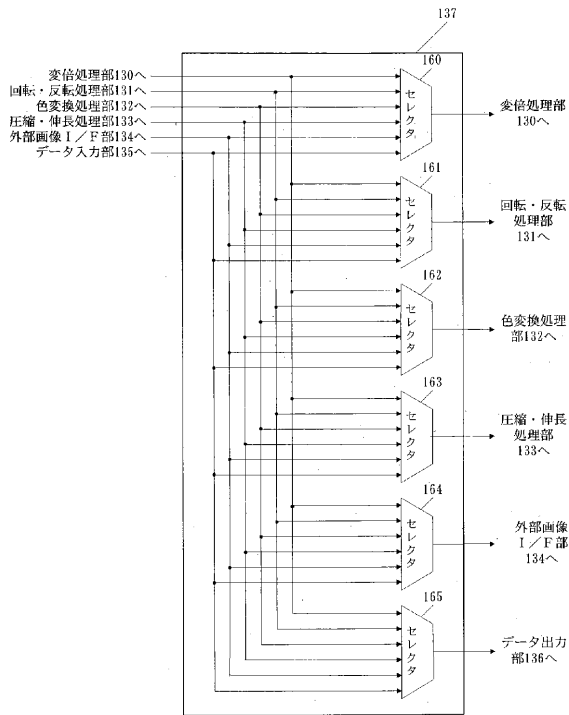 137
変倍処理部130へ
回転・反転処理部131へ
色変換処理部132へ
圧縮・伸長処理部133へ
外部画像Ⅰ/F部134へ
データ入力部135へ
160
セレクタ
変倍処理部
130へ
161
セレクタ
回転・反転
処理部
131へ
162
セレクタ
色変換処理
部132へ
163
セレクタ
圧縮・伸長
処理部
133へ
164
セレクタ
外部画像
Ⅰ/F部
134へ
165
セレクタ
データ出力
部136へ